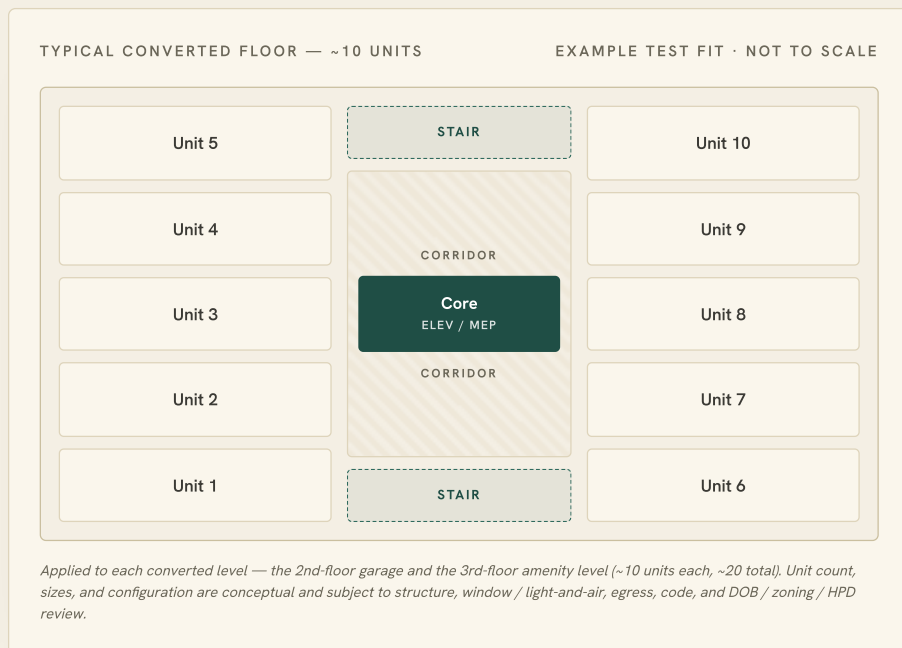 TYPICAL CONVERTED FLOOR — ~10 UNITS
EXAMPLE TEST FIT · NOT TO SCALE
Unit 5
Unit 4
Unit 3
Unit 2
Unit 1
STAIR
CORRIDOR
Core
ELEV / MEP
CORRIDOR
STAIR
Unit 10
Unit 9
Unit 8
Unit 7
Unit 6
Applied to each converted level — the 2nd-floor garage and the 3rd-floor amenity level (~10 units each, ~20 total). Unit count,
sizes, and configuration are conceptual and subject to structure, window / light-and-air, egress, code, and DOB / zoning / HPD
review.